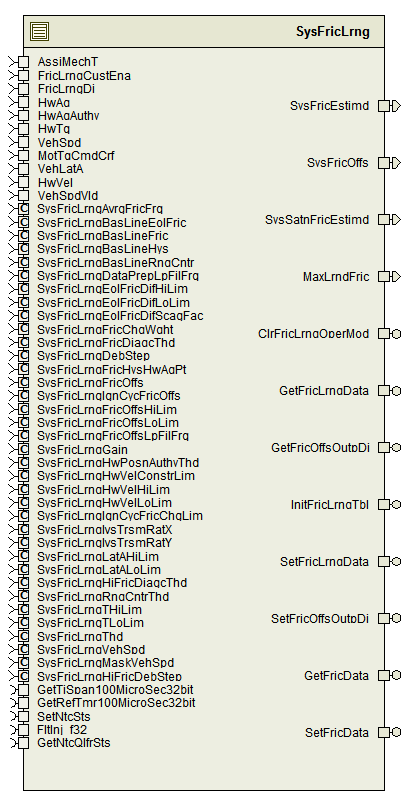 SysFricLrng
AssiMechT
FricLrngCustEna
FricLrngDi
HwAg
HwAgAuthy
HwTq
VehSpd
MotTqCmdCrf
VehLatA
HwVel
VehSpdVld
C SysFricLrngAvrgFricFrq
C SysFricLrngBasLineEolFric
C SysFricLrngBasLineFric
C SysFricLrngBasLineHys
C SysFricLrngBasLineRngCntr
C SysFricLrngDataPrepLpFilFrq
C SysFricLrngEolFricDifHiLim
C SysFricLrngEolFricDifLoLim
C SysFricLrngEolFricDifScagFac
C SysFricLrngFricChgWght
C SysFricLrngFricDiagcThd
C SysFricLrngDebStep
C SysFricLrngFricHysHwAgPt
C SysFricLrngFricOffs
C SysFricLrngIgnCycFricOffs
C SysFricLrngFricOffsHiLim
C SysFricLrngFricOffsLoLim
C SysFricLrngFricOffsLpFilFrq
C SysFricLrngGain
C SysFricLrngHwPosnAuthyThd
C SysFricLrngHwVelConstrLim
C SysFricLrngHwVelHiLim
C SysFricLrngHwVelLoLim
C SysFricLrngIgnCycFricChgLim
C SysFricLrngIvsTrsmRatX
C SysFricLrngIvsTrsmRatY
C SysFricLrngLatAHiLim
C SysFricLrngLatALoLim
C SysFricLrngHiFricDiagcThd
C SysFricLrngRngCntrThd
C SysFricLrngTHiLim
C SysFricLrngTLoLim
C SysFricLrngThd
C SysFricLrngVehSpd
C SysFricLrngMaskVehSpd
C SysFricLrngHiFricDebStep
GetTiSpan100MicroSec32bit
GetRefTmr100MicroSec32bit
SetNtcSts
FltInj_f32
GetNtcQlfrSts
SysFricEstimd
SysFricOffs
SysSatnFricEstimd
MaxLrndFric
ClrFricLrngOperMod
GetFricLrngData
GetFricOffsOutpDi
InitFricLrngTbl
SetFricLrngData
SetFricOffsOutpDi
GetFricData
SetFricData